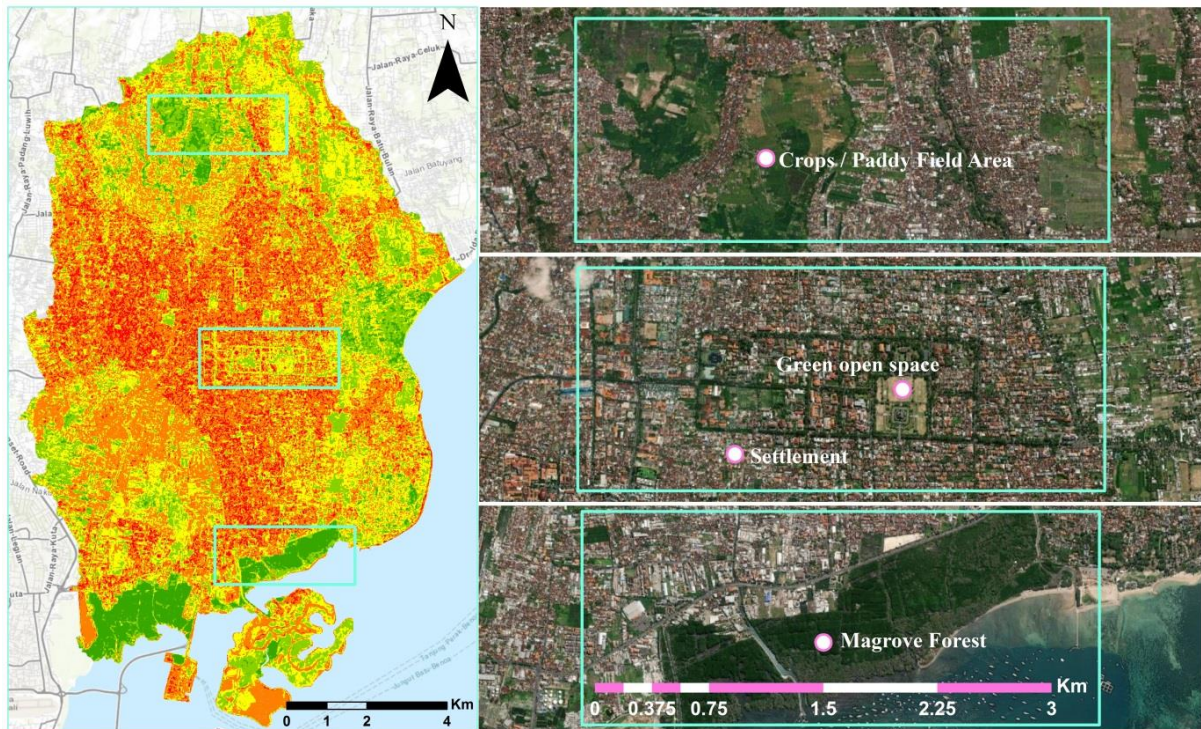 N
Jalan-Raya-Celuk
Jalan-Raya-Padang-Luwih
Jalan-Raya-Batu-Bulan
Jalan Batuyang
Jalan-Raya-Kuta
Jalan-Legian
Km
0 1 2 4
Crops / Paddy Field Area
Green open space
Settlement
Magrove Forest
Km
0 0.375 0.75 1.5 2.25 3